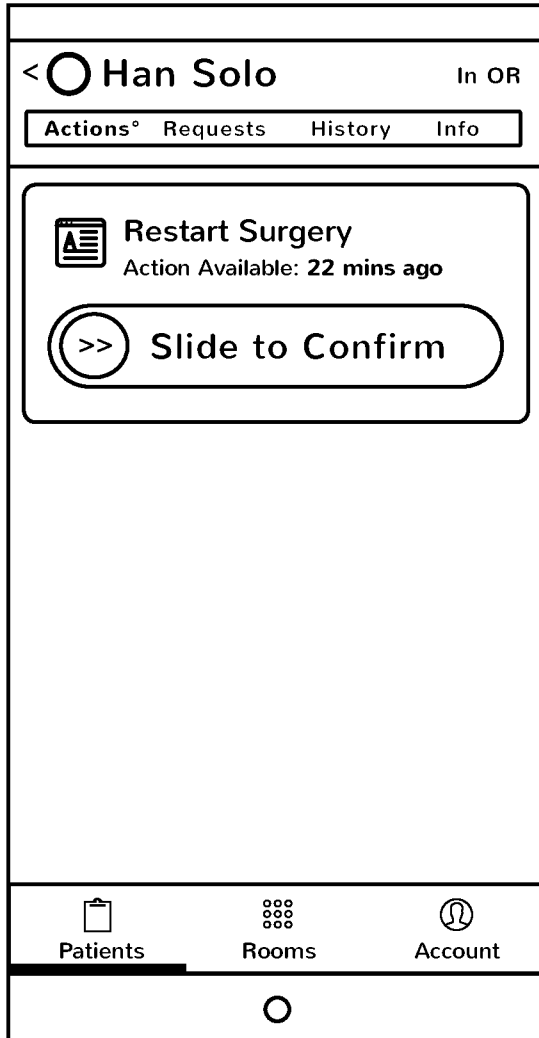 < Han Solo In OR
Actions° Requests History Info
A
Restart Surgery
Action Available: 22 mins ago
>> Slide to Confirm
Patients Rooms Account